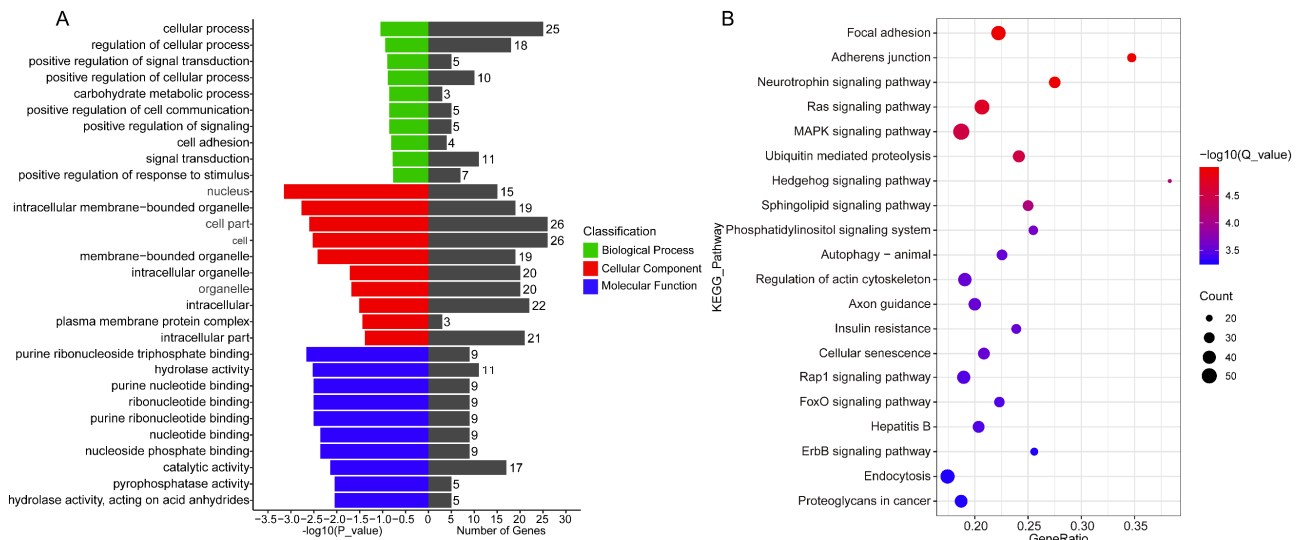 A
cellular process
25
regulation of cellular process
18
positive regulation of signal transduction
5
positive regulation of cellular process
10
carbohydrate metabolic process
3
positive regulation of cell communication
5
positive regulation of signaling
5
cell adhesion
4
signal transduction
11
positive regulation of response to stimulus
7
nucleus
15
intracellular membrane−bounded organelle
19
cell part
26
cell
26
membrane−bounded organelle
19
intracellular organelle
20
organelle
20
intracellular
22
plasma membrane protein complex
3
intracellular part
21
purine ribonucleoside triphosphate binding
9
hydrolase activity
11
purine nucleotide binding
9
ribonucleotide binding
9
purine ribonucleotide binding
9
nucleotide binding
9
nucleoside phosphate binding
9
catalytic activity
17
pyrophosphatase activity
5
hydrolase activity, acting on acid anhydrides
5
−3.5−3.0−2.5−2.0−1.5−1.0−0.5 0 5 10 15 20 25 30
-log10(P_value) Number of Genes
Classification
Biological Process
Cellular Component
Molecular Function
B
KEGG_Pathway
Focal adhesion
Adherens junction
Neurotrophin signaling pathway
Ras signaling pathway
MAPK signaling pathway
Ubiquitin mediated proteolysis
Hedgehog signaling pathway
Sphingolipid signaling pathway
Phosphatidylinositol signaling system
Autophagy − animal
Regulation of actin cytoskeleton
Axon guidance
Insulin resistance
Cellular senescence
Rap1 signaling pathway
FoxO signaling pathway
Hepatitis B
ErbB signaling pathway
Endocytosis
Proteoglycans in cancer
0.20 0.25 0.30 0.35
GeneRatio
−log10(Q_value)
4.5
4.0
3.5
Count
20
30
40
50